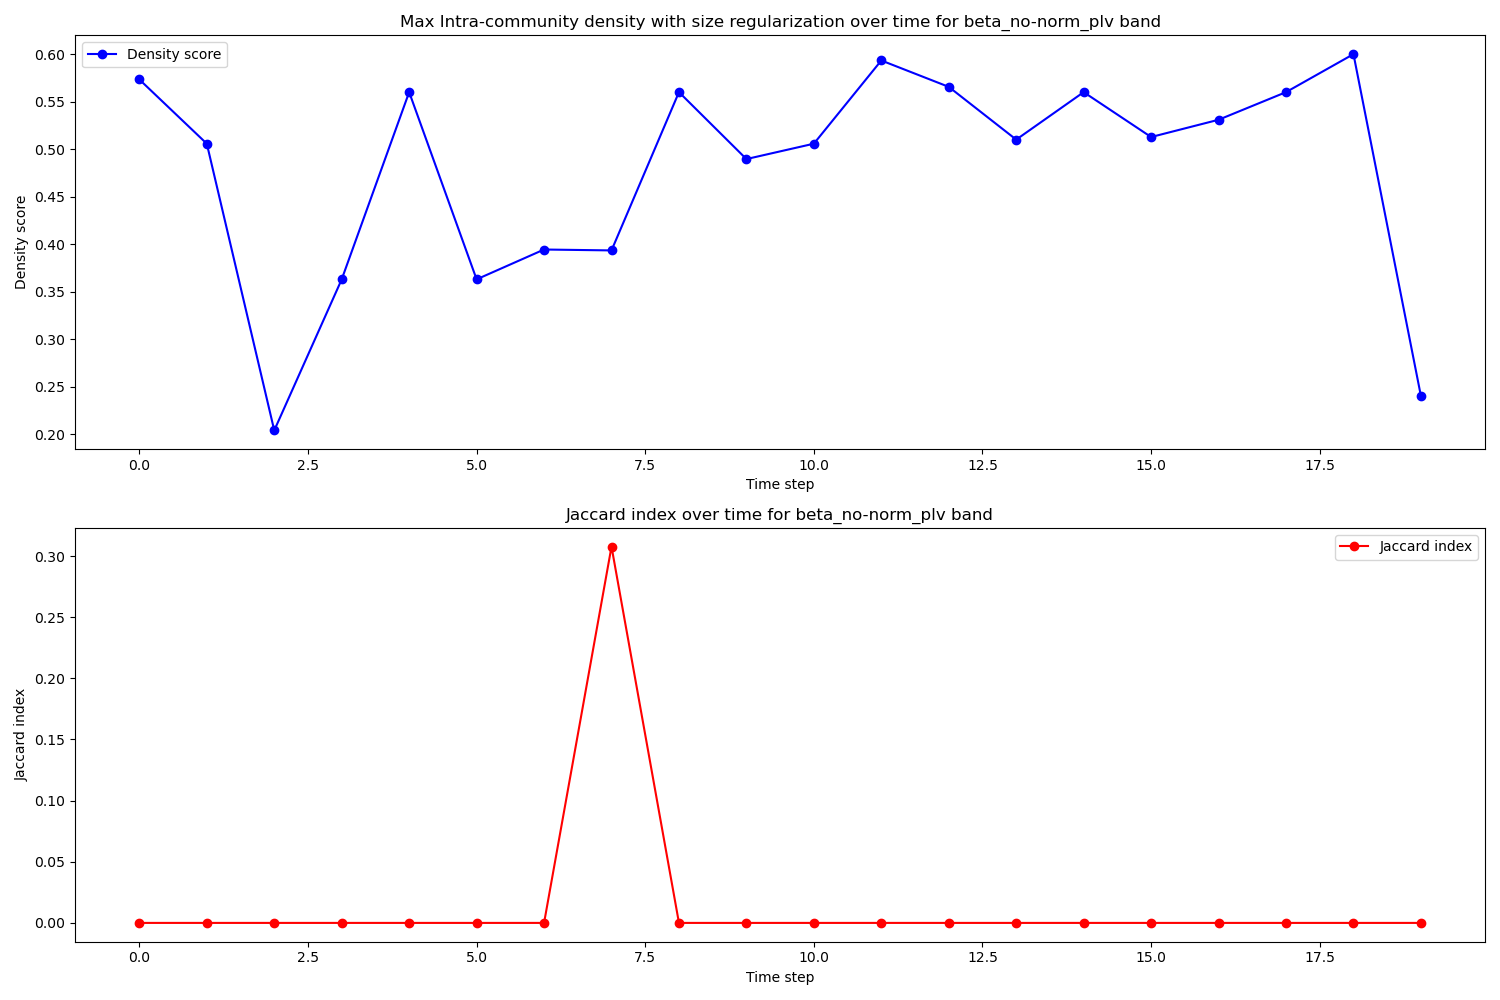 Max Intra-community density with size regularization over time for beta_no-norm_plv band
Density score
Density score
0.60
0.55
0.50
0.45
0.40
0.35
0.30
0.25
0.20
0.0 2.5 5.0 7.5 10.0 12.5 15.0 17.5
Time step
Jaccard index over time for beta_no-norm_plv band
Jaccard index
Jaccard index
0.30
0.25
0.20
0.15
0.10
0.05
0.00
0.0 2.5 5.0 7.5 10.0 12.5 15.0 17.5
Time step